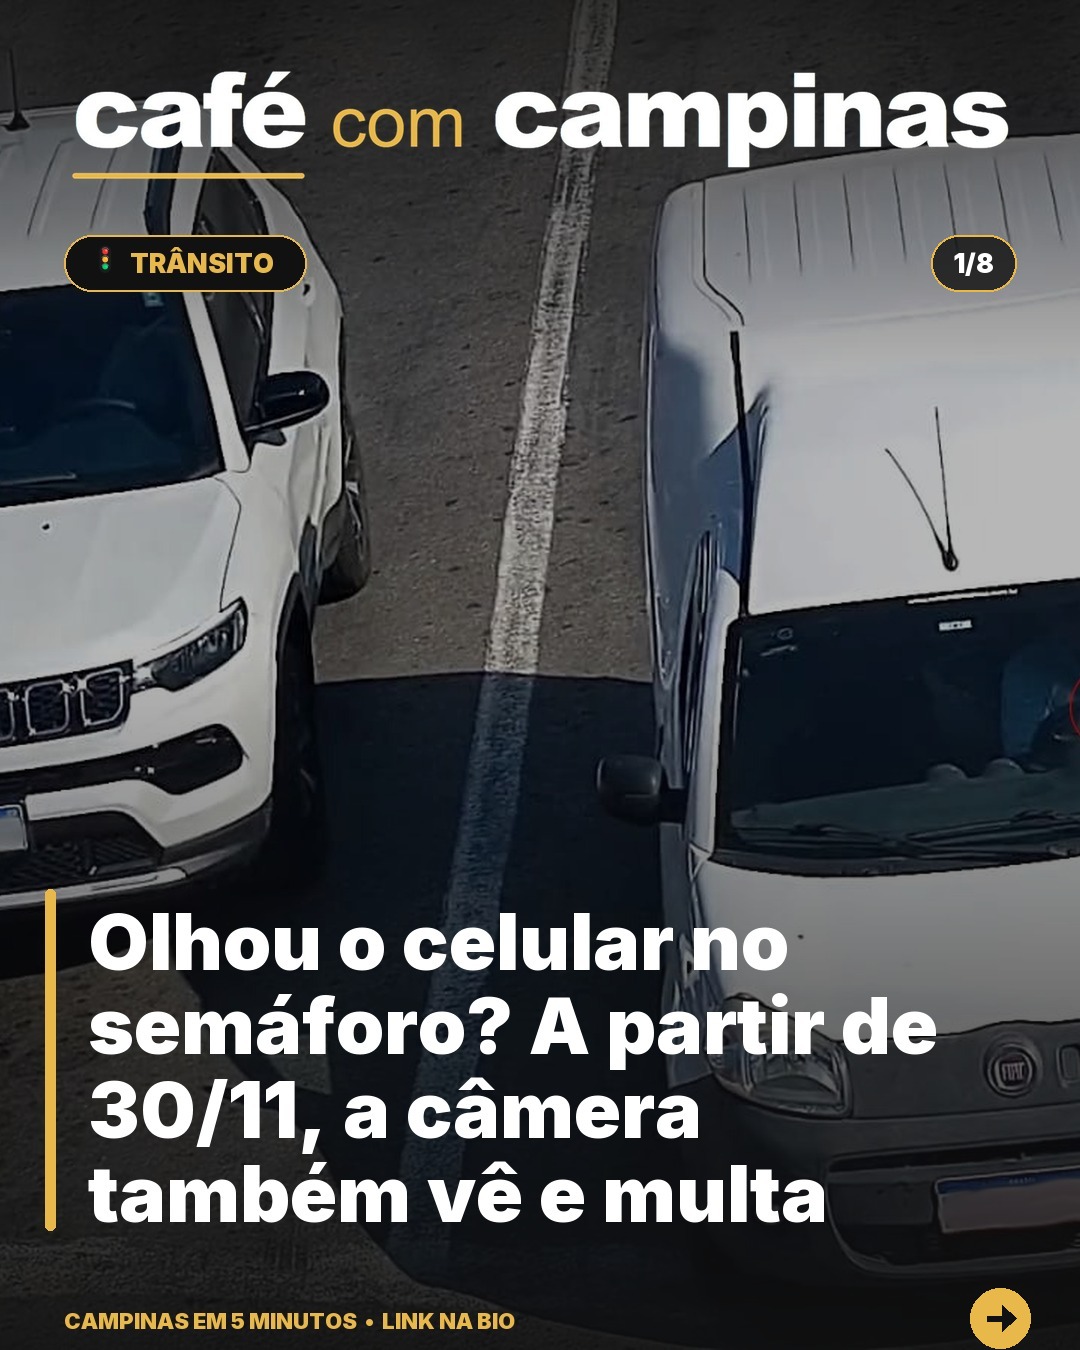 café com campinas
TRÂNSITO
1/8
Olhou o celular no
semáforo? A partir de
30/11, a câmera
também vê e multa
FIAT
CAMPINAS EM 5 MINUTOS • LINK NA BIO